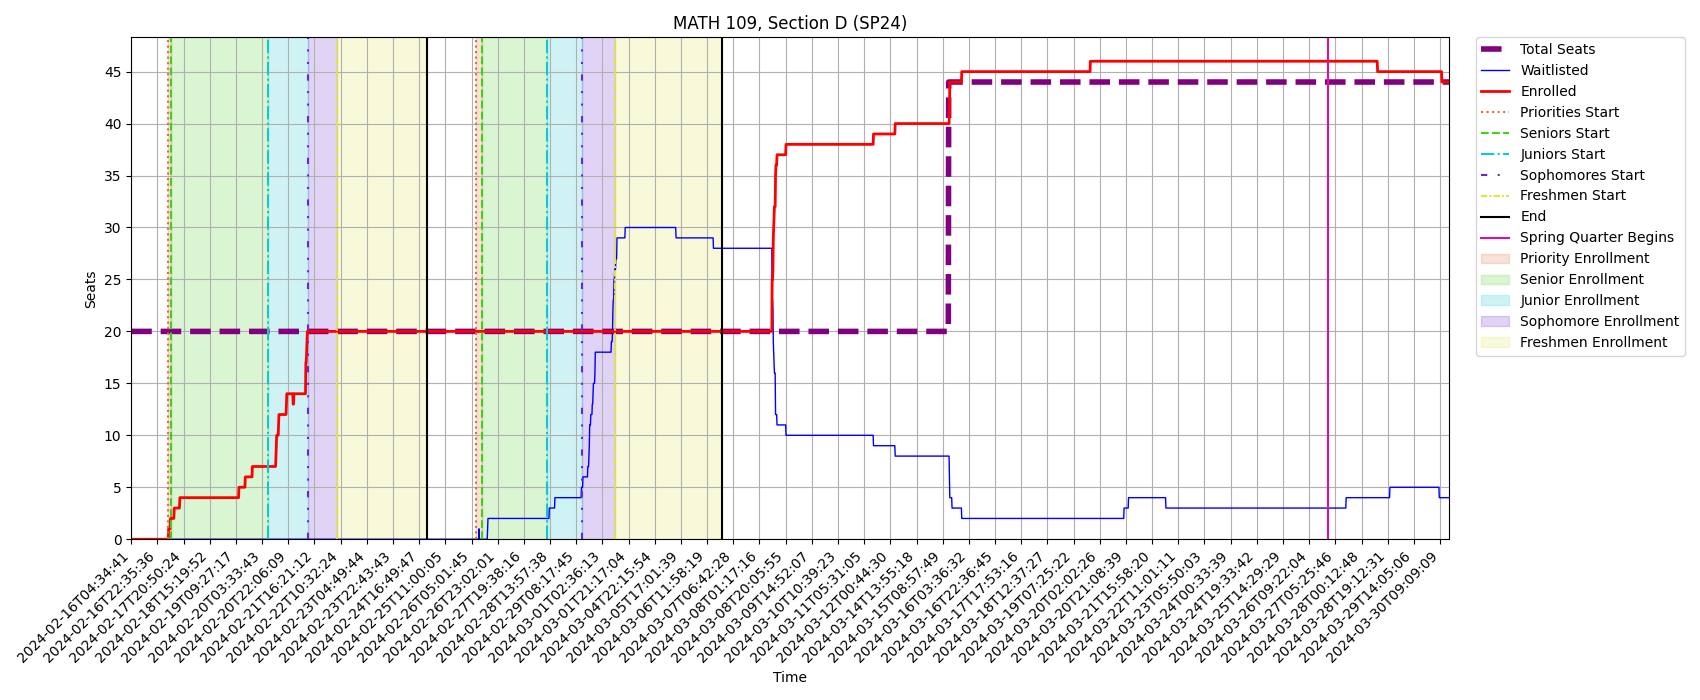 MATH 109, Section D (SP24)
Seats
45
40
35
30
25
20
15
10
5
0
2024-02-16T04:34:41
2024-02-16T22:35:36
2024-02-17T20:50:24
2024-02-18T15:19:52
2024-02-19T09:27:17
2024-02-20T03:33:43
2024-02-20T22:06:09
2024-02-21T16:21:12
2024-02-22T10:32:24
2024-02-23T04:49:44
2024-02-23T22:43:43
2024-02-24T16:49:47
2024-02-25T11:00:05
2024-02-26T05:01:45
2024-02-26T23:02:01
2024-02-27T19:38:16
2024-02-28T13:57:38
2024-02-29T08:17:45
2024-03-01T02:36:13
2024-03-01T21:17:04
2024-03-04T22:15:54
2024-03-05T17:01:39
2024-03-06T11:58:19
2024-03-07T06:42:28
2024-03-08T01:17:16
2024-03-08T20:05:55
2024-03-09T14:52:07
2024-03-10T10:39:23
2024-03-11T05:31:05
2024-03-12T00:44:30
2024-03-14T13:55:18
2024-03-15T08:57:49
2024-03-16T03:36:32
2024-03-16T22:36:45
2024-03-17T17:53:16
2024-03-18T12:37:27
2024-03-19T07:25:22
2024-03-20T02:02:26
2024-03-20T21:08:39
2024-03-21T15:58:20
2024-03-22T11:01:11
2024-03-23T05:50:03
2024-03-24T00:33:39
2024-03-24T19:33:42
2024-03-25T14:29:29
2024-03-26T09:22:04
2024-03-27T05:25:46
2024-03-28T00:12:48
2024-03-28T19:12:31
2024-03-29T14:05:06
2024-03-30T09:09:09
Time
Total Seats
Waitlisted
Enrolled
Priorities Start
Seniors Start
Juniors Start
Sophomores Start
Freshmen Start
End
Spring Quarter Begins
Priority Enrollment
Senior Enrollment
Junior Enrollment
Sophomore Enrollment
Freshmen Enrollment